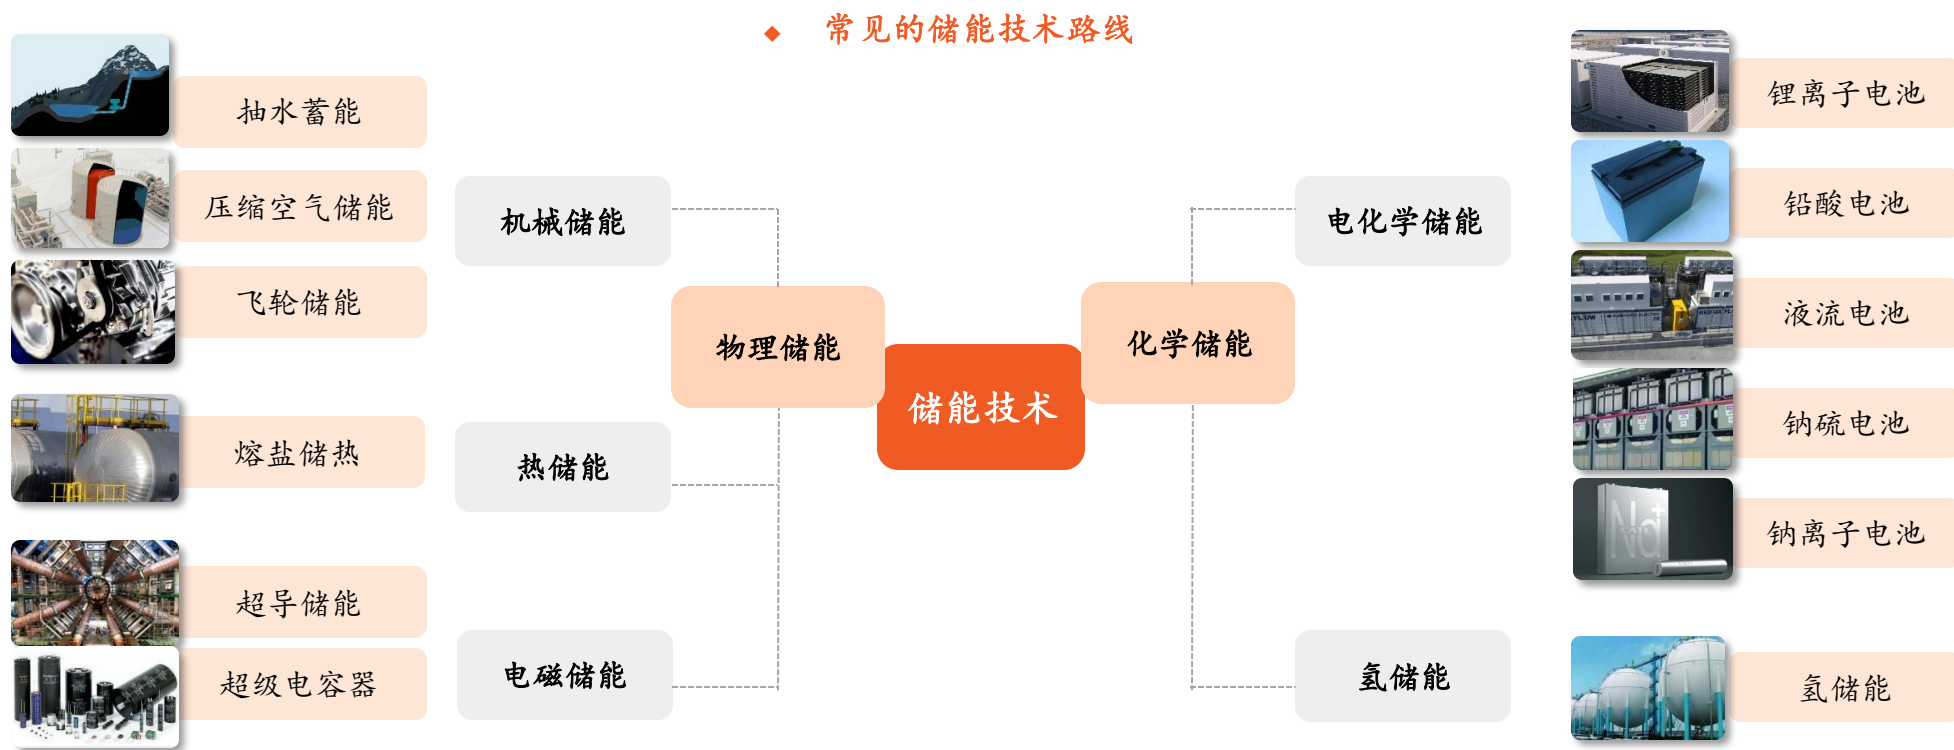 常见的储能技术路线
抽水蓄能
压缩空气储能
飞轮储能
熔盐储热
超导储能
超级电容器
机械储能
热储能
电磁储能
物理储能
储能技术
化学储能
电化学储能
氢储能
锂离子电池
铅酸电池
液流电池
钠硫电池
钠离子电池
氢储能
FLOW
REDOX FL
Na+